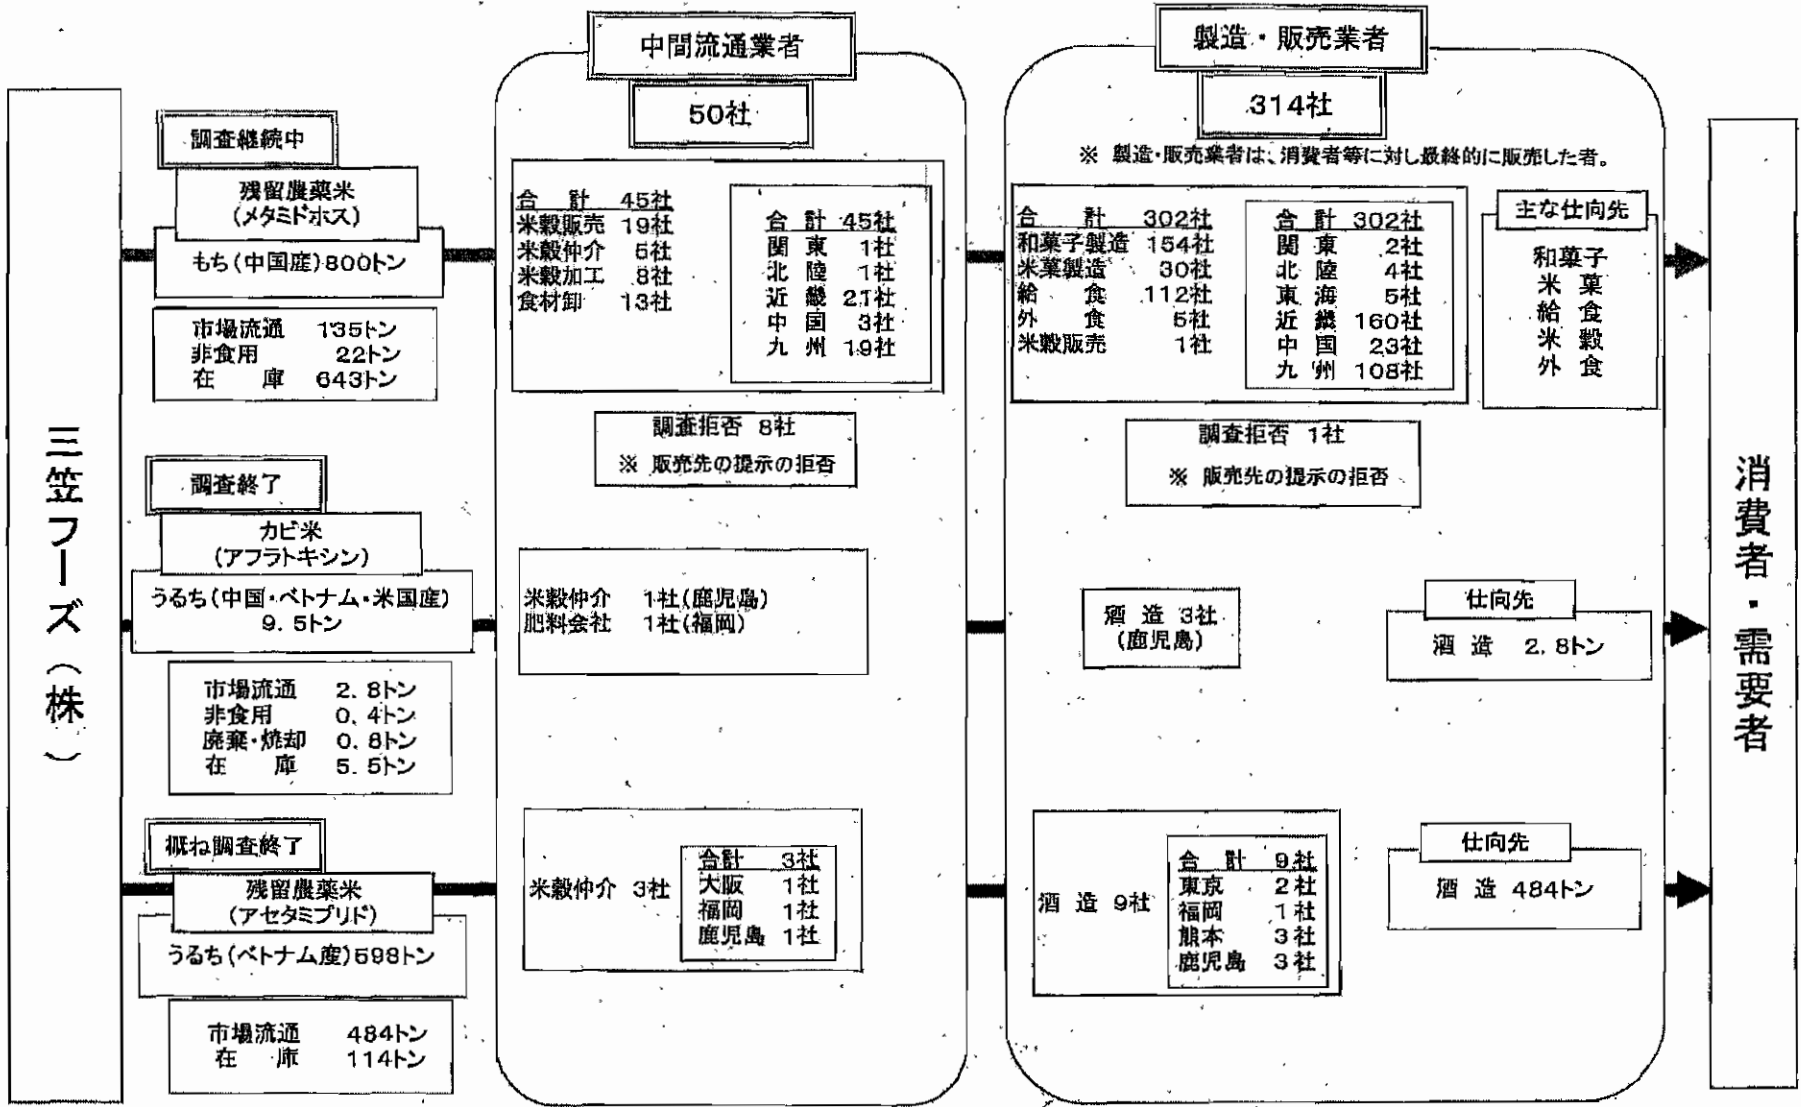 三笠フーズ(株)
調査継続中
残留農薬米
(メタミドホス)
もち(中国産)800トン
市場流通 135トン
非食用 22トン
在庫 643トン
調査終了
カビ米
(アフラトキシン)
うるち(中国・ベトナム・米国産)
9.5トン
市場流通 2.8トン
非食用 0.4トン
廃棄・焼却 0.8トン
在庫 5.5トン
概ね調査終了
残留農薬米
(アセタミプリド)
うるち(ベトナム産)598トン
市場流通 484トン
在庫 114トン
中間流通業者
50社
合計 45社
米穀販売 19社
米穀仲介 5社
米穀加工 8社
食材卸 13社
合計 45社
関東 1社
北陸 1社
近畿 21社
中国 3社
九州 19社
調査拒否 8社
※ 販売先の提示の拒否
米穀仲介 1社(鹿児島)
肥料会社 1社(福岡)
米穀仲介 3社
合計 3社
大阪 1社
福岡 1社
鹿児島 1社
製造・販売業者
314社
※ 製造・販売業者は、消費者等に対し最終的に販売した者。
合計 302社
和菓子製造 154社
米菓製造 30社
給食 112社
外食 5社
米穀販売 1社
合計 302社
関東 2社
北陸 4社
東海 5社
近畿 160社
中国 23社
九州 108社
主な仕向先
和菓子
米菓
給食
米穀
外食
調査拒否 1社
※ 販売先の提示の拒否
酒造 3社
(鹿児島)
仕向先
酒造 2.8トン
酒造 9社
合計 9社
東京 2社
福岡 1社
熊本 3社
鹿児島 3社
仕向先
酒造 484トン
消費者・需要者